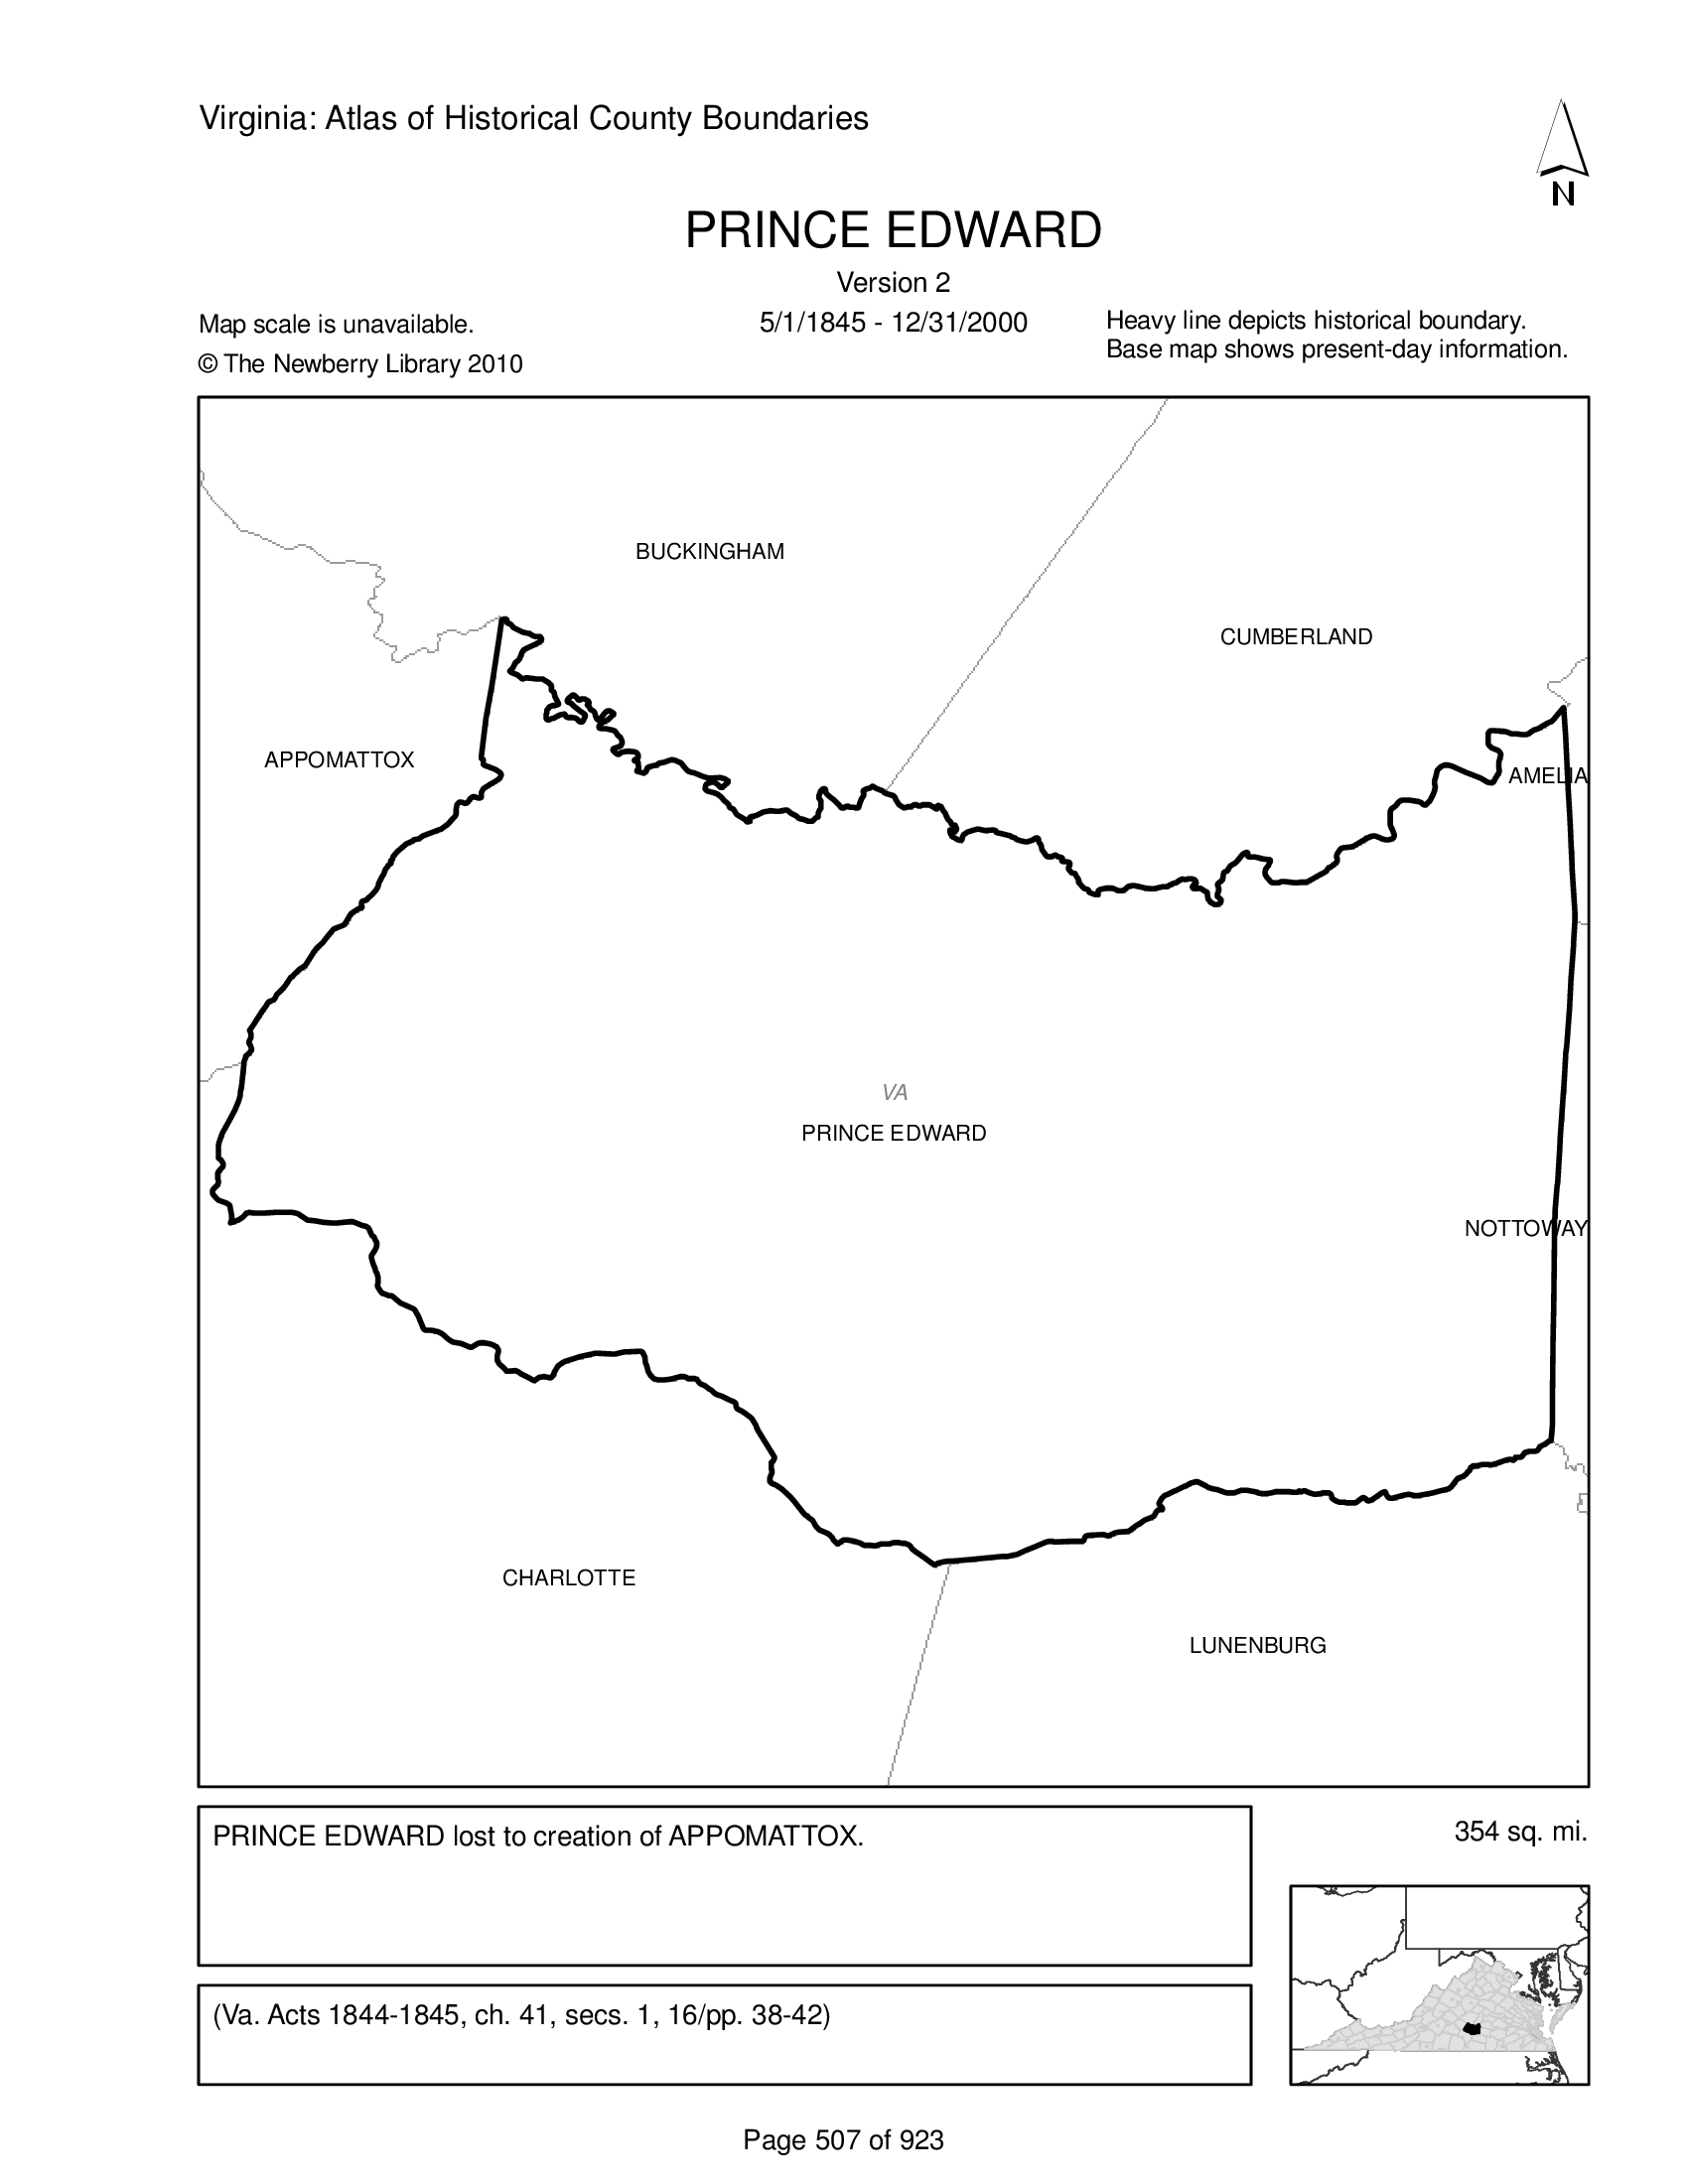 Virginia: Atlas of Historical County Boundaries
N
PRINCE EDWARD
Version 2
Map scale is unavailable.
5/1/1845 - 12/31/2000
Heavy line depicts historical boundary.
© The Newberry Library 2010
Base map shows present-day information.
BUCKINGHAM
CUMBERLAND
APPOMATTOX
AMELIA
VA
PRINCE EDWARD
NOTTOWAY
CHARLOTTE
LUNENBURG
PRINCE EDWARD lost to creation of APPOMATTOX.
354 sq. mi.
(Va. Acts 1844-1845, ch. 41, secs. 1, 16/pp. 38-42)
Page 507 of 923